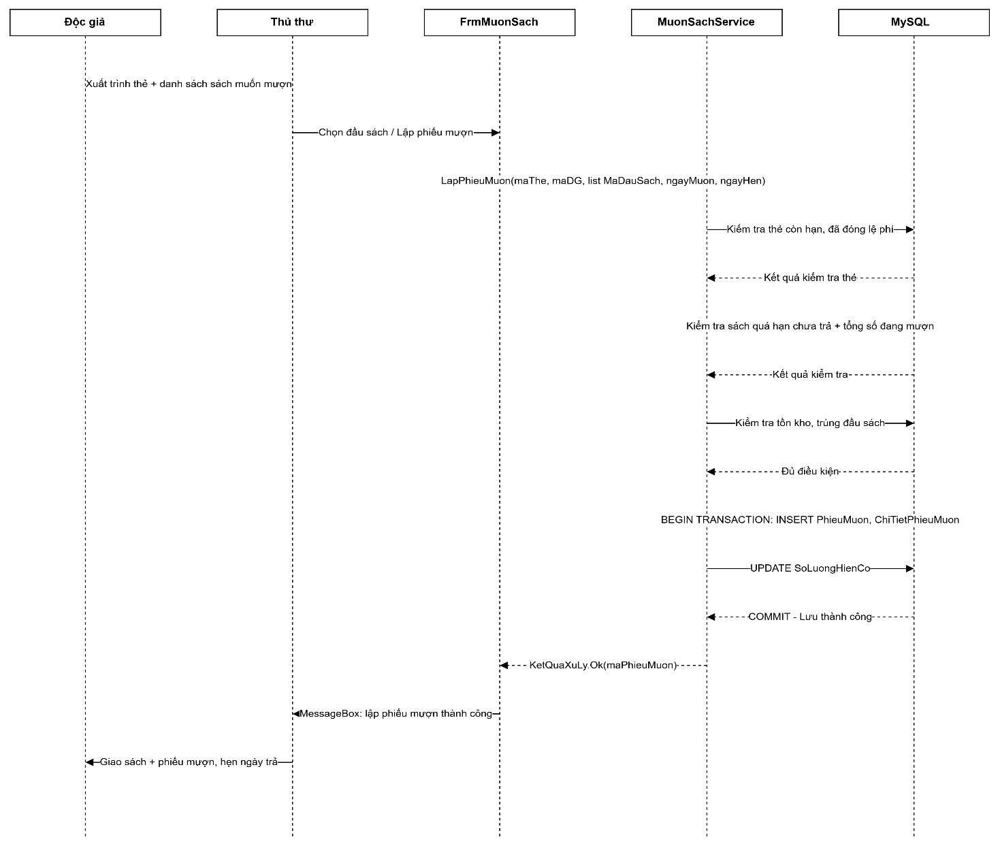 Độc giả
Thủ thư
FrmMuonSach
MuonSachService
MySQL
Xuất trình thẻ + danh sách sách muốn mượn
Chọn đầu sách / Lập phiếu mượn
LapPhieuMuon(maThe, maDG, list MaDauSach, ngayMuon, ngayHen)
Kiểm tra thẻ còn hạn, đã đóng lệ phí
Kết quả kiểm tra thẻ
Kiểm tra sách quá hạn chưa trả + tổng số đang mượn
Kết quả kiểm tra
Kiểm tra tồn kho, trùng đầu sách
Đủ điều kiện
BEGIN TRANSACTION: INSERT PhieuMuon, ChiTietPhieuMuon
UPDATE SoLuongHienCo
COMMIT - Lưu thành công
KetQuaXuLy.Ok(maPhieuMuon)
MessageBox: lập phiếu mượn thành công
Giao sách + phiếu mượn, hẹn ngày trả